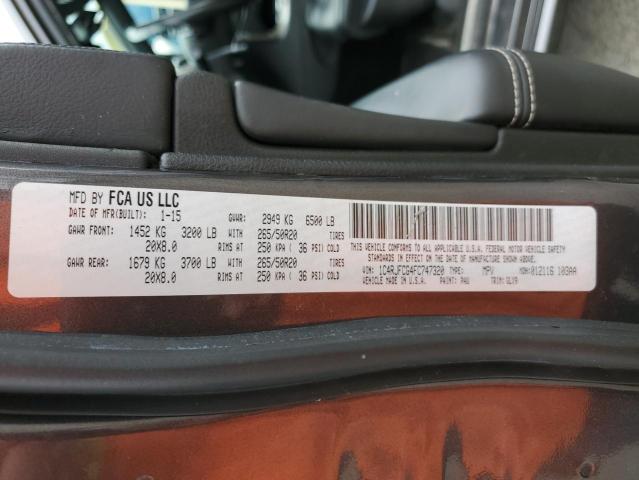 MFD BY FCA US LLC
DATE OF MFR(BUILT): 1-15 GVWR: 2949 KG 6500 LB
GAWR FRONT: 1452 KG 3200 LB WITH 265/50R20 TIRES
20X8.0 RIMS AT 250 KPA ( 36 PSI) COLD
GAWR REAR: 1679 KG 3700 LB WITH 265/50R20 TIRES
20X8.0 RIMS AT 250 KPA ( 36 PSI) COLD
THIS VEHICLE CONFORMS TO ALL APPLICABLE U.S.A. FEDERAL MOTOR VEHICLE SAFETY
STANDARDS IN EFFECT ON THE DATE OF MANUFACTURE SHOWN ABOVE.
VIN: 1C4RJFCG4FC747320 TYPE: MPV MDH:012116 103AA
VEHICLE MADE IN U.S.A. PAINT: PAU TRIM: GLV9